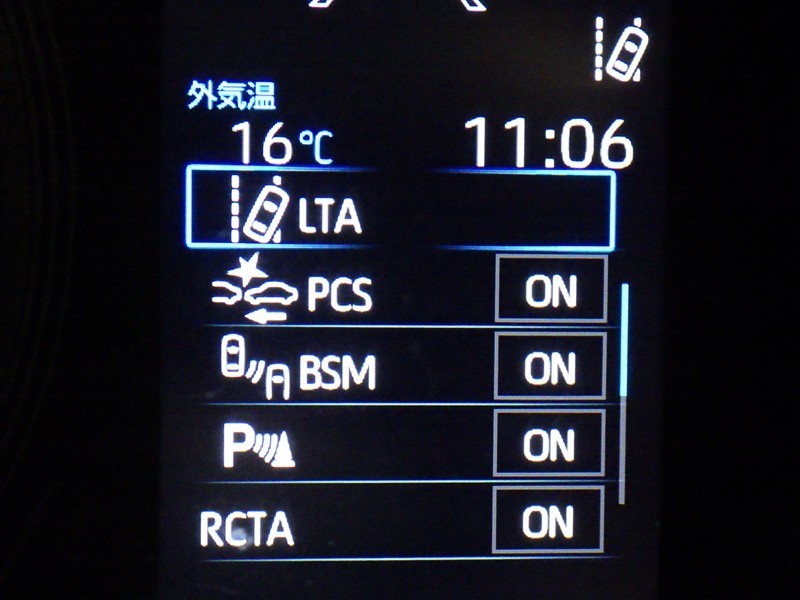 外気温
16℃ 11:06
LTA
PCS ON
BSM ON
P ON
RCTA ON